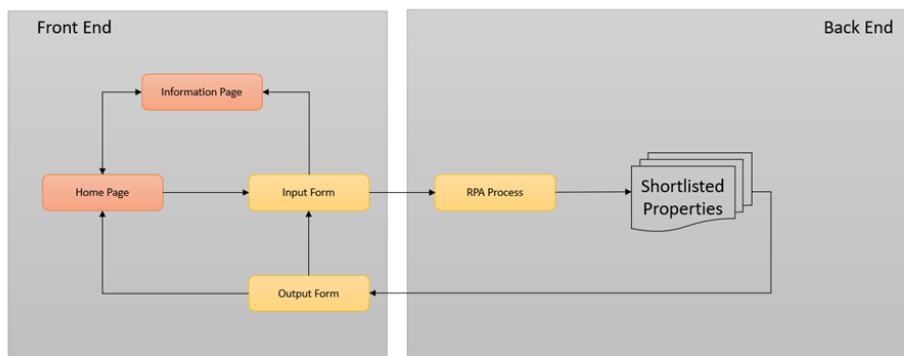 Front End
Back End
Information Page
Home Page
Input Form
RPA Process
Shortlisted
Properties
Output Form